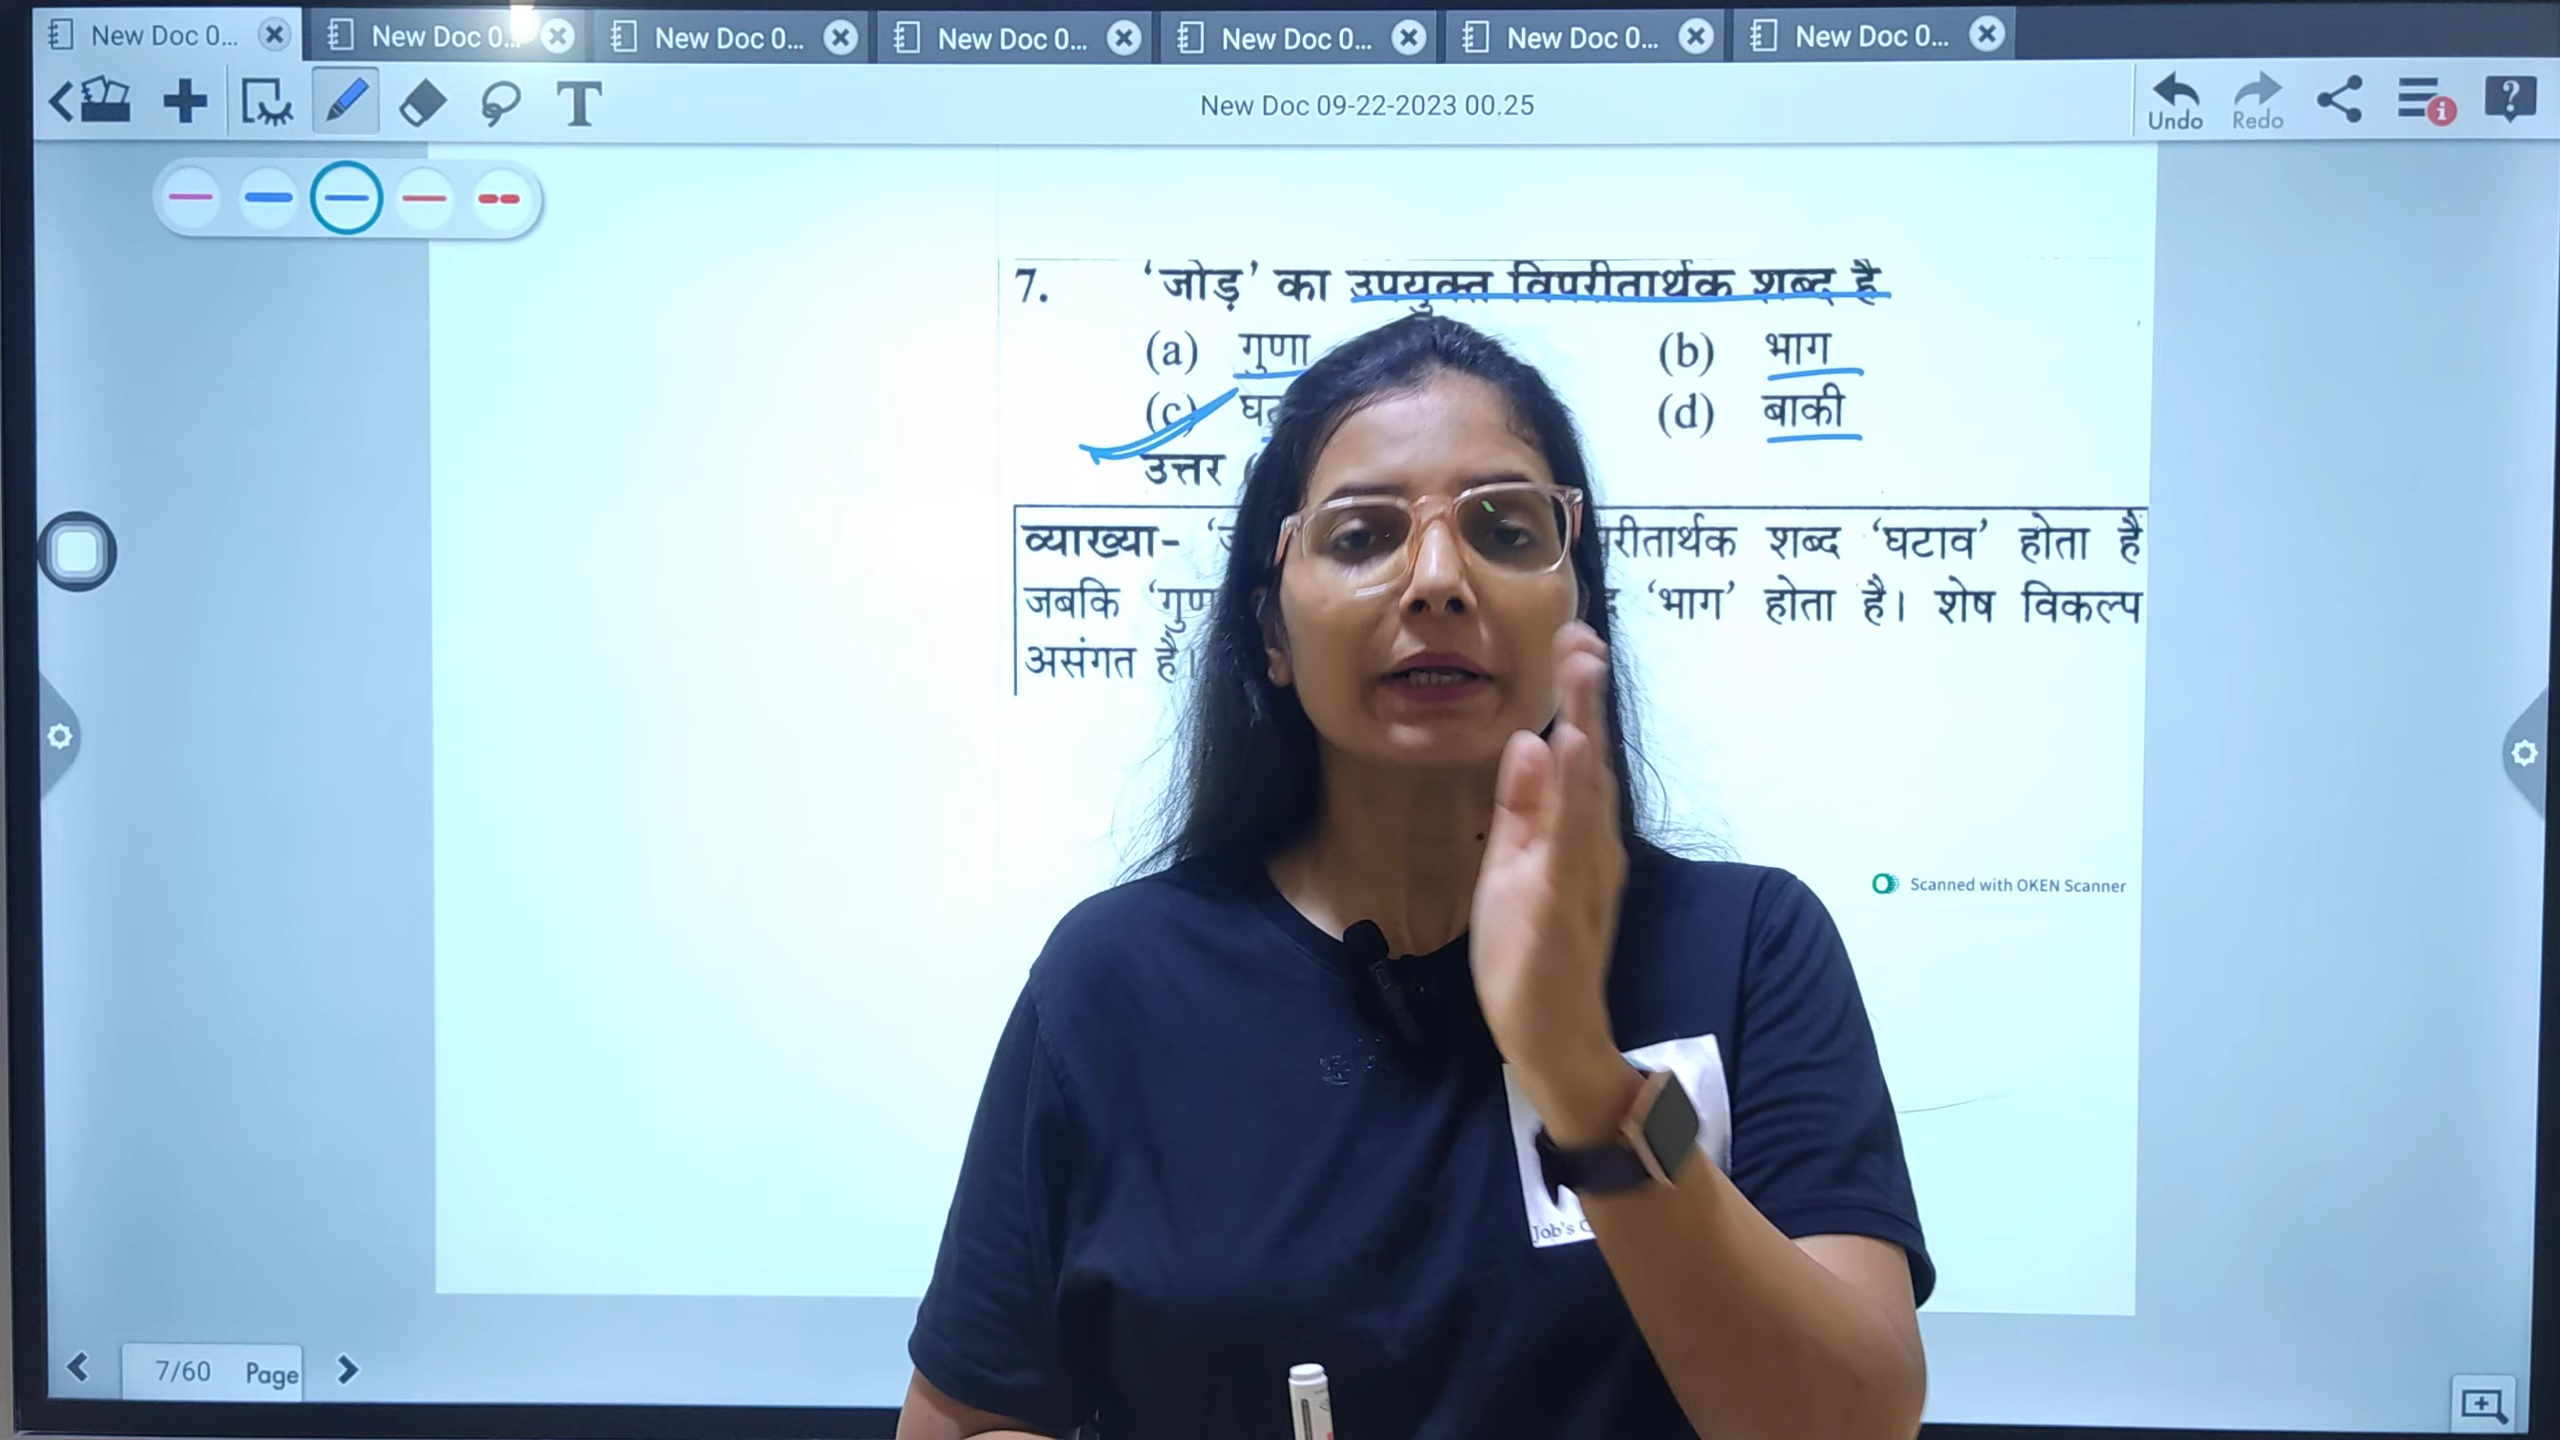 New Doc 0... New Doc 0... New Doc 0... New Doc 0... New Doc 0... New Doc 0... New Doc 0...
T New Doc 09-22-2023 00.25 Undo Redo ?
7. ‘जोड़’ का उपयुक्त विपरीतार्थक शब्द है
(a) गुणा (b) भाग
(c) (d) बाकी
उत्तर
व्याख्या- शब्द ‘घटाव’ होता है
जबकि ‘भाग’ होता है। शेष विकल्प
असंगत है।
Scanned with OKEN Scanner
Job's
7/60 Page